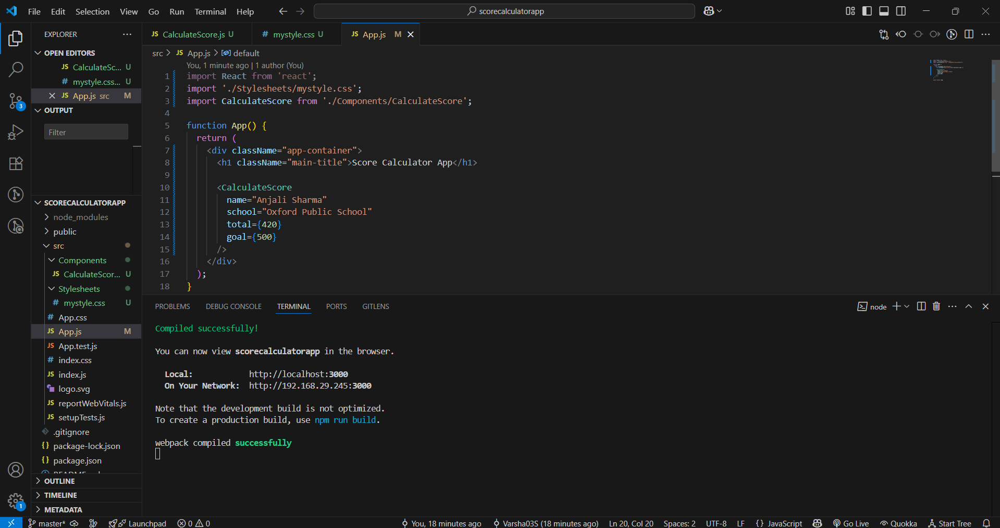 File Edit Selection View Go Run Terminal Help
scorecalculatorapp
EXPLORER
OPEN EDITORS
JS CalculateSc... U
# mystyle.css... U
JS App.js src M
OUTPUT
Filter
SCORECALCULATORAPP
node_modules
public
src
Components
JS CalculateScor... U
Stylesheets
# mystyle.css U
# App.css
JS App.js M
JS App.test.js
# index.css
JS index.js
logo.svg
JS reportWebVitals.js
JS setupTests.js
.gitignore
{} package-lock.json
{} package.json
OUTLINE
TIMELINE
METADATA
3
1
JS CalculateScore.js U
# mystyle.css U
JS App.js M
src > JS App.js > default
You, 1 minute ago | 1 author (You)
1 import React from 'react';
2 import './Stylesheets/mystyle.css';
3 import CalculateScore from './Components/CalculateScore';
4
5 function App() {
6 return (
7 <div className="app-container">
8 <h1 className="main-title">Score Calculator App</h1>
9
10 <CalculateScore
11 name="Anjali Sharma"
12 school="Oxford Public School"
13 total={420}
14 goal={500}
15 />
16 </div>
17 );
18 }
PROBLEMS DEBUG CONSOLE TERMINAL PORTS GITLENS
node
Compiled successfully!
You can now view scorecalculatorapp in the browser.
Local: http://localhost:3000
On Your Network: http://192.168.29.245:3000
Note that the development build is not optimized.
To create a production build, use npm run build.
webpack compiled successfully
master* Launchpad 0 0 You, 18 minutes ago Varsha03S (18 minutes ago) Ln 20, Col 20 Spaces: 2 UTF-8 LF {} JavaScript Go Live Quokka Start Tree